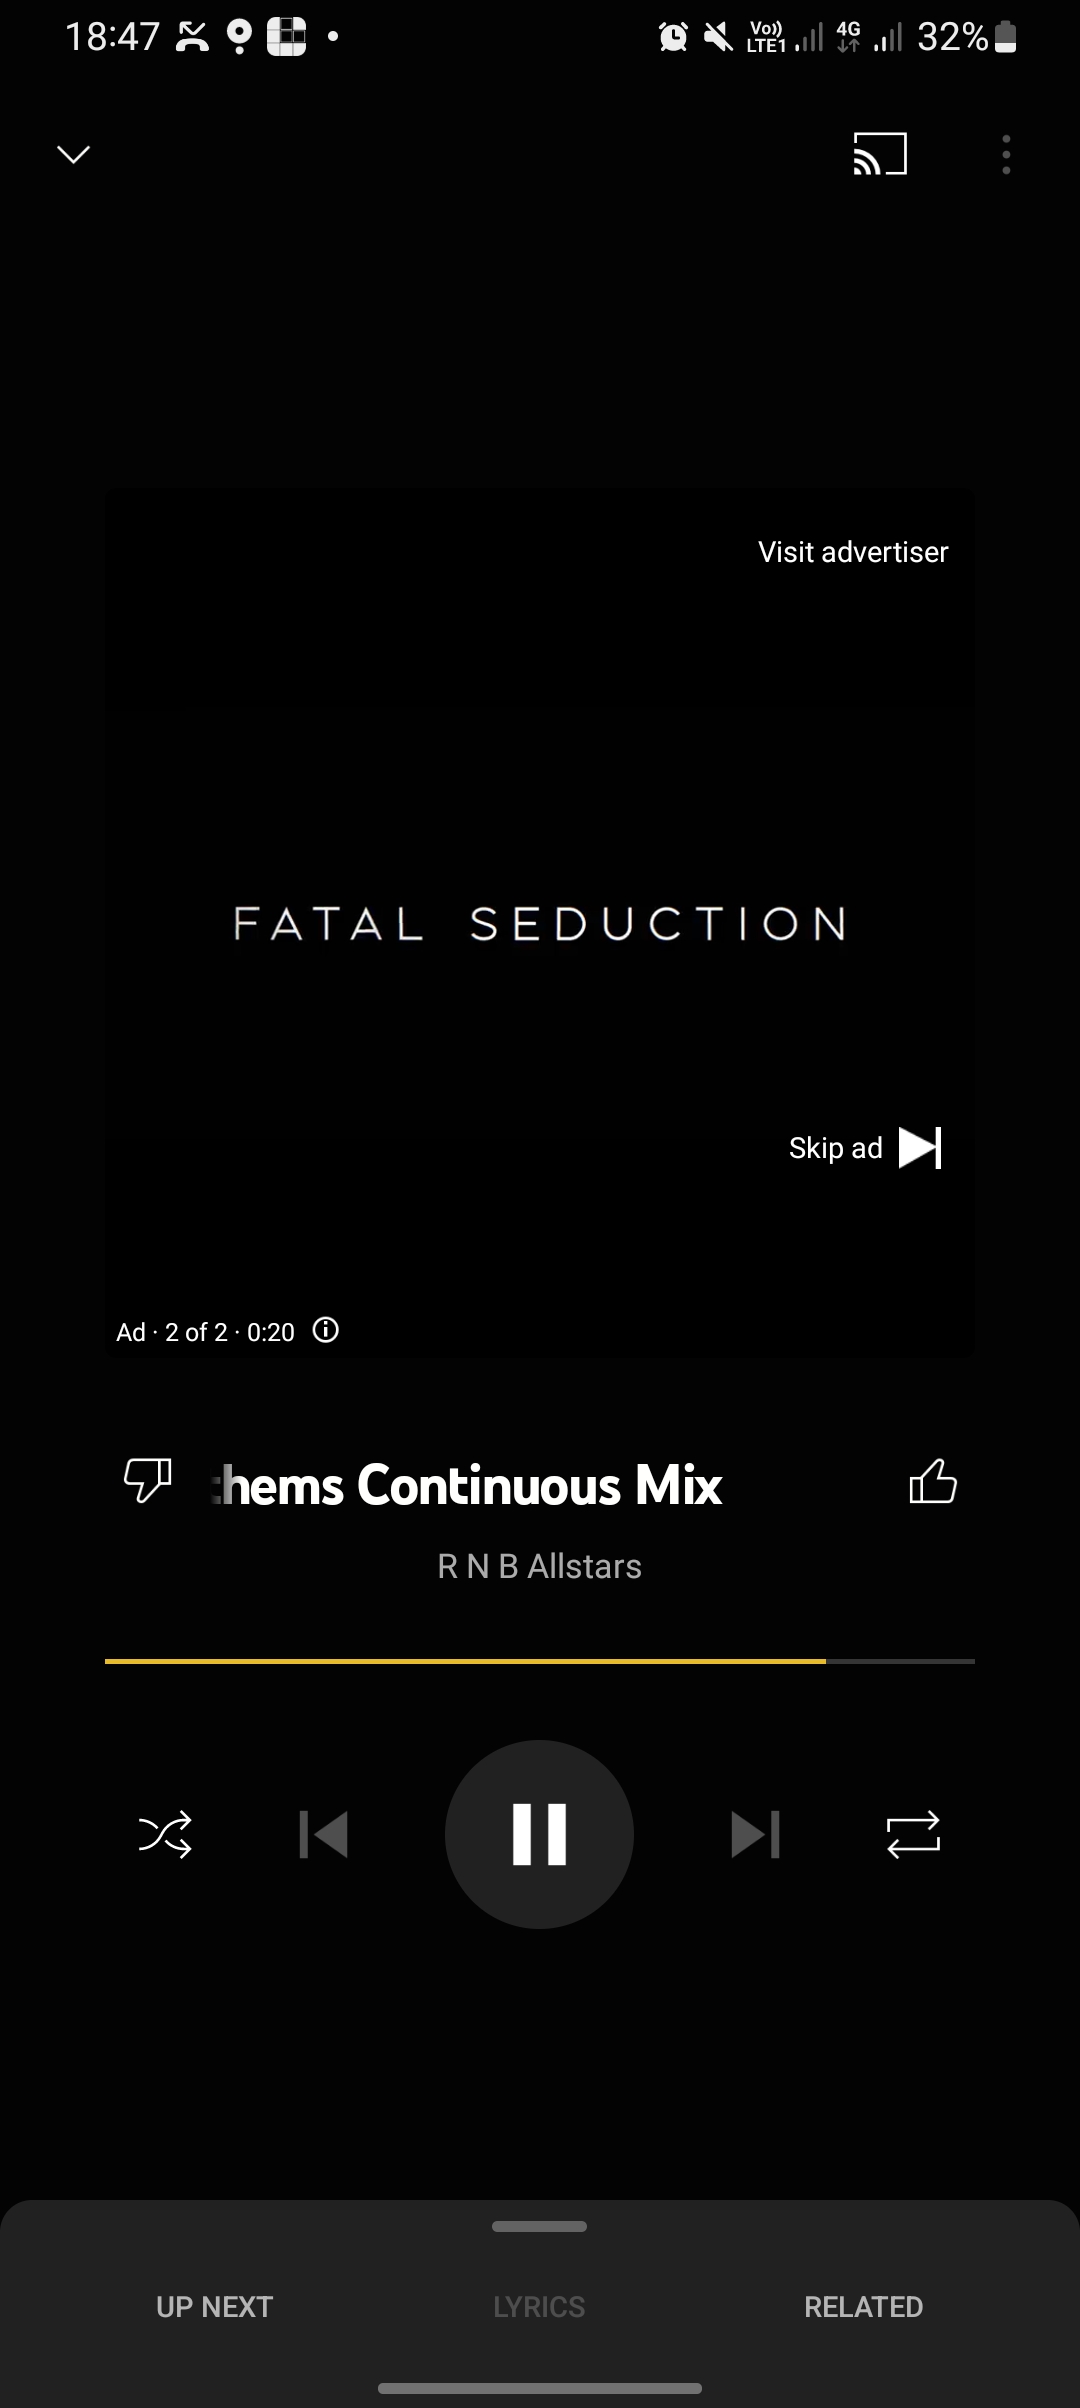 18:47
Vo)) LTE1 4G 32%
Visit advertiser
FATAL SEDUCTION
Skip ad
Ad · 2 of 2 · 0:20
hems Continuous Mix
R N B Allstars
UP NEXT
LYRICS
RELATED